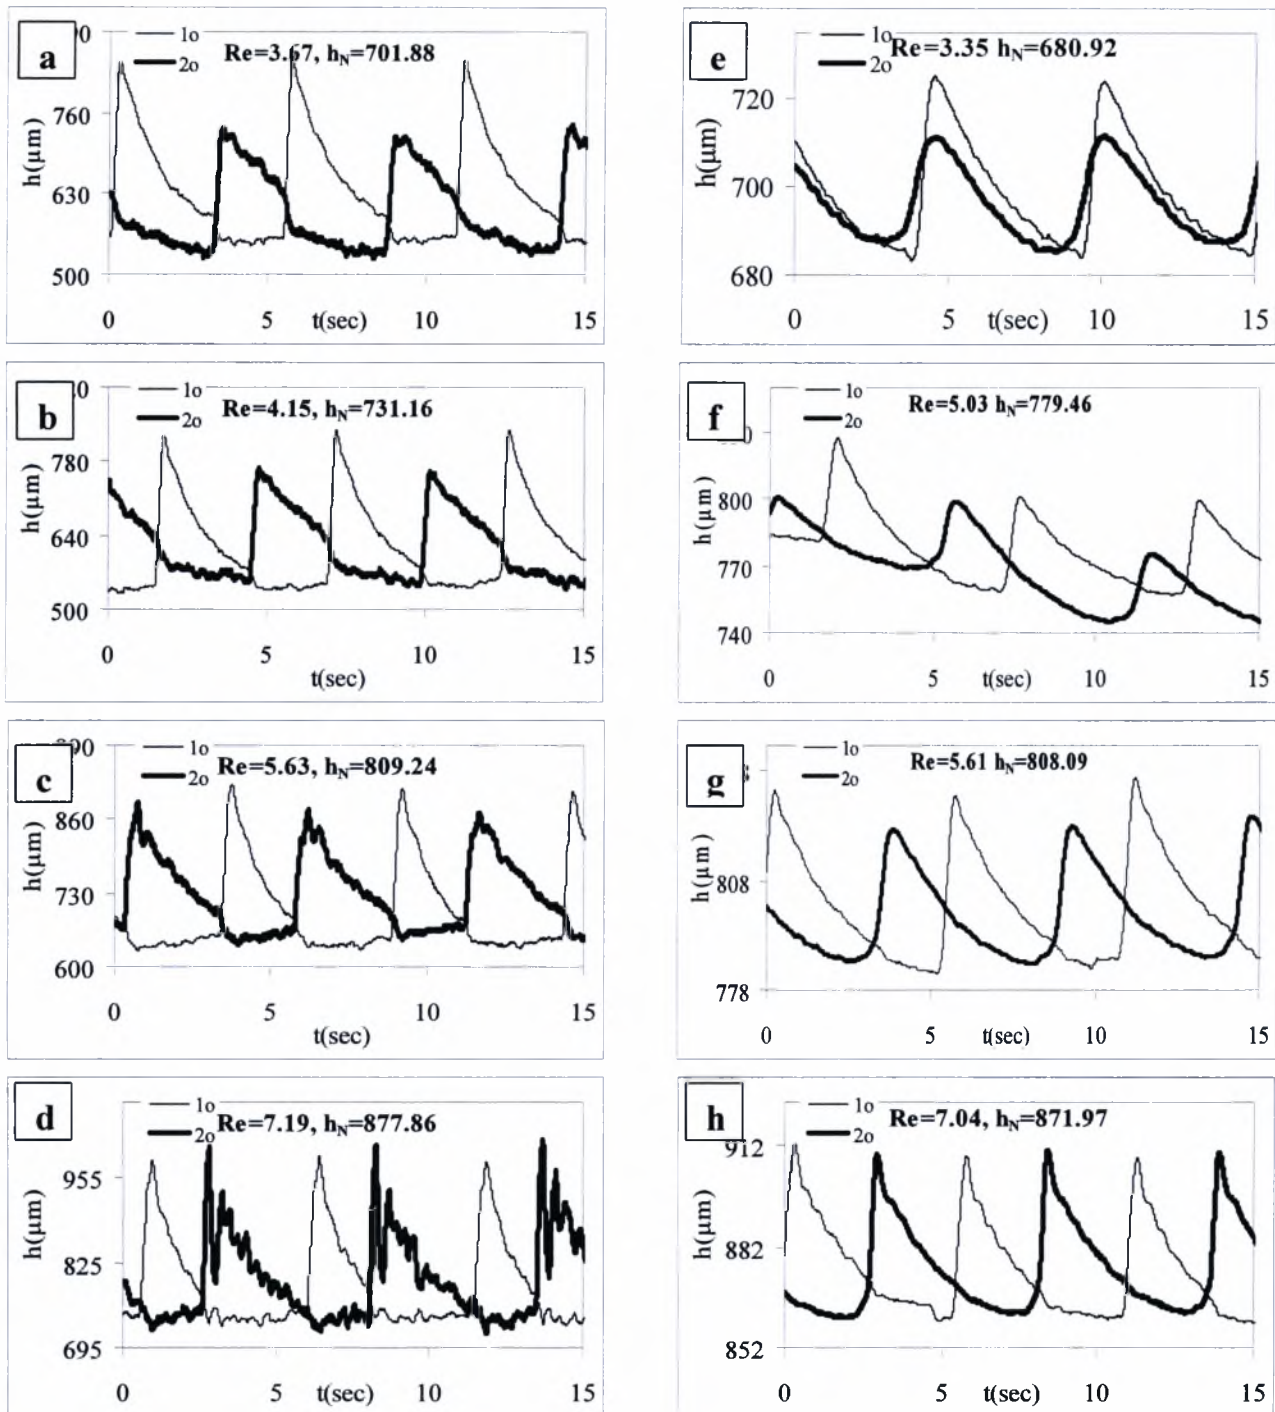 a
1o
2o
Re=3.67, hN=701.88
h(µm)
760
630
500
0 5 t(sec) 10 15
e
1o
2o
Re=3.35 hN=680.92
h(µm)
720
700
680
0 5 t(sec) 10 15
b
1o
2o
Re=4.15, hN=731.16
h(µm)
780
640
500
0 5 10 15
t(sec)
f
1o
2o
Re=5.03 hN=779.46
h(µm)
800
770
740
0 5 t(sec) 10 15
c
1o
2o
Re=5.63, hN=809.24
h(µm)
860
730
600
0 5 10 15
t(sec)
g
1o
2o
Re=5.61 hN=808.09
h(µm)
808
778
0 5 t(sec) 10 15
d
1o
2o
Re=7.19, hN=877.86
h(µm)
955
825
695
0 5 t(sec) 10 15
h
1o
2o
Re=7.04, hN=871.97
h(µm)
912
882
852
0 5 t(sec) 10 15